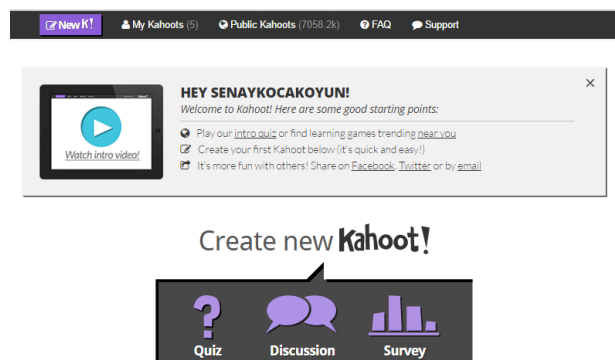 New K!  My Kahoots (5)  Public Kahoots (7058.2k)  FAQ  Support
HEY SENAYKOCAKOYUN!
Welcome to Kahoot! Here are some good starting points:
Play our intro quiz or find learning games trending near you
Create your first Kahoot below (it's quick and easy!)
It's more fun with others! Share on Facebook, Twitter or by email
Watch intro video!
Create new Kahoot!
Quiz  Discussion  Survey